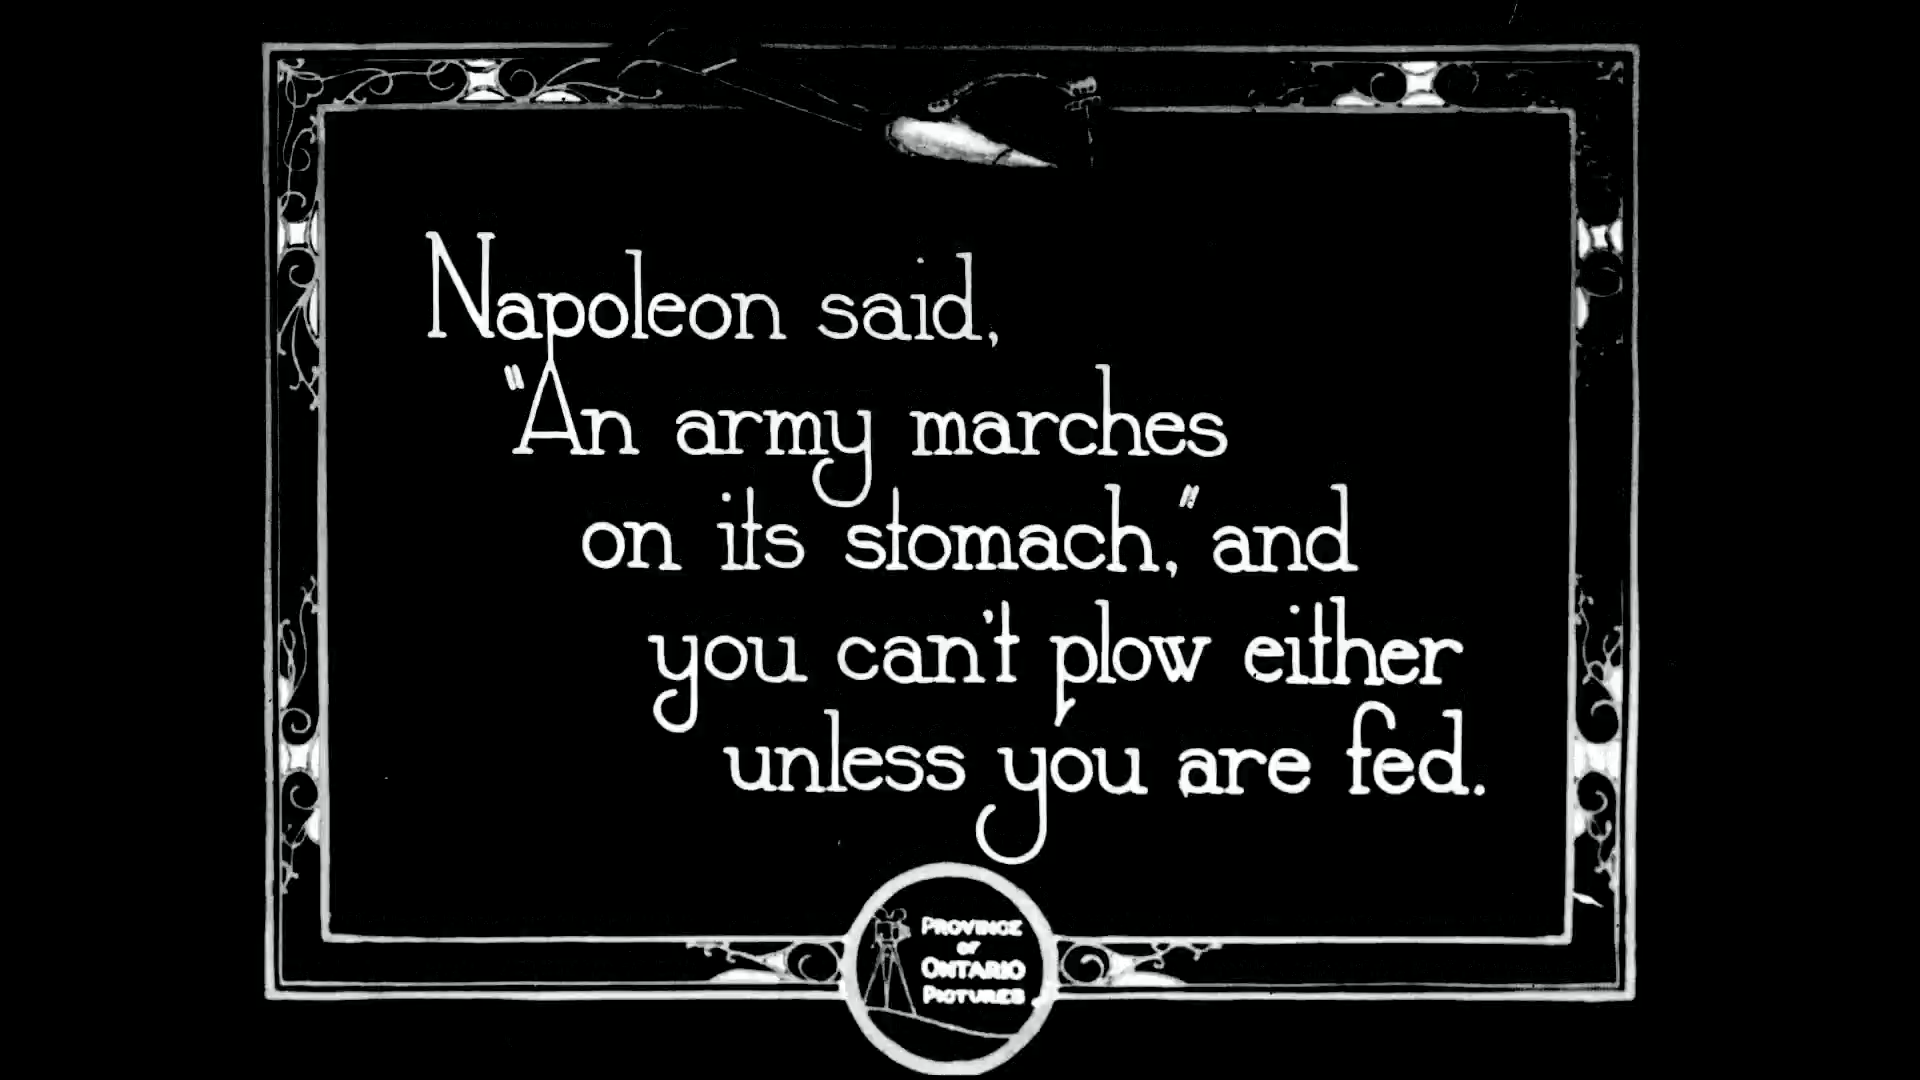 Napoleon said,
"An army marches
on its stomach," and
you can't plow either
unless you are fed.
PROVINCE
OF
ONTARIO
PICTURES